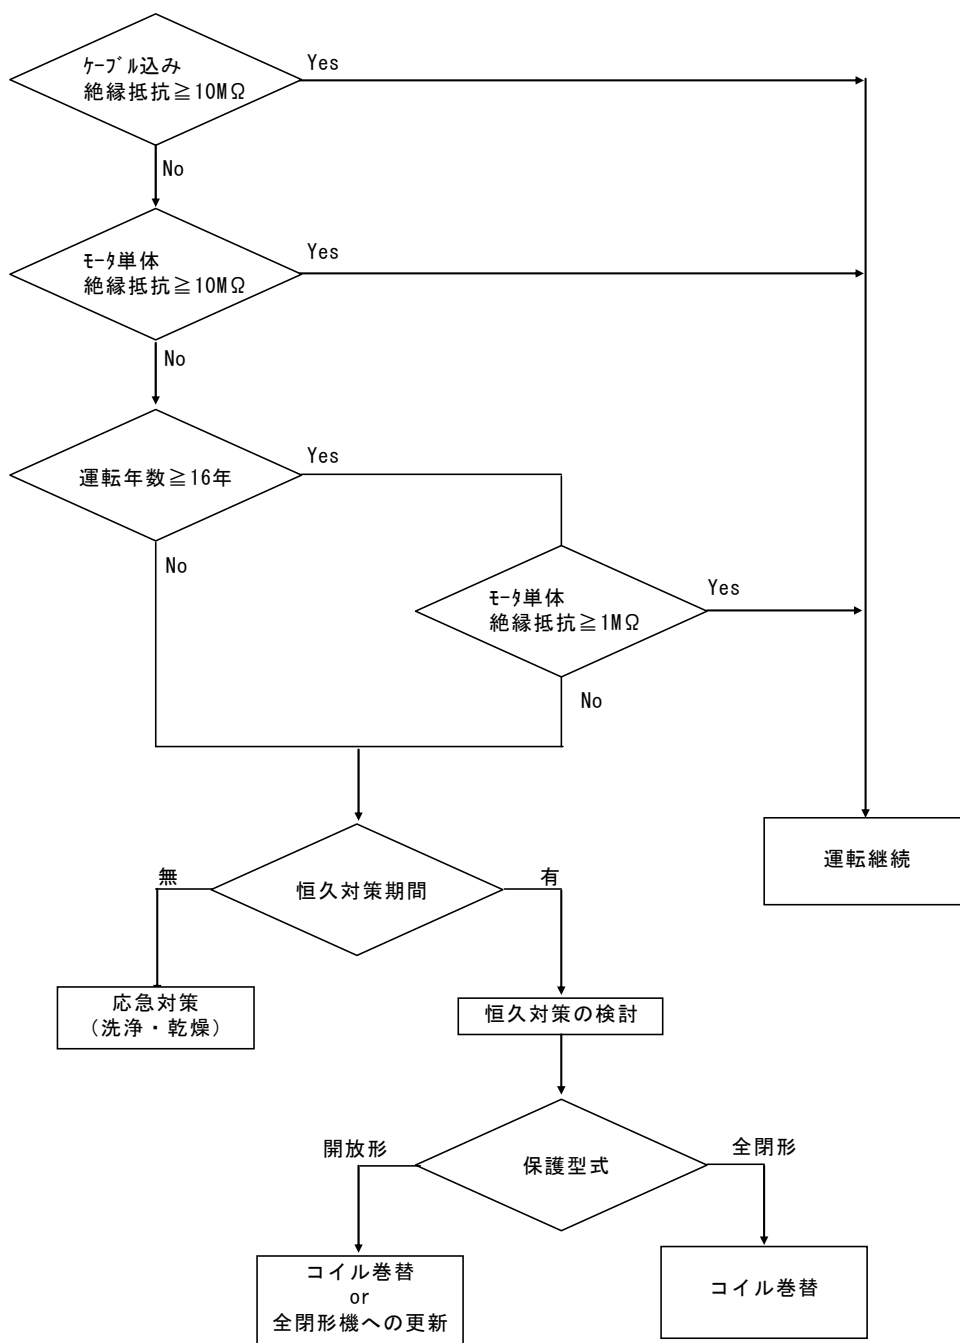 ｹｰﾌﾞﾙ込み
絶縁抵抗≧10MΩ
Yes
No
ﾓｰﾀ単体
絶縁抵抗≧10MΩ
Yes
No
運転年数≧16年
Yes
No
ﾓｰﾀ単体
絶縁抵抗≧1MΩ
Yes
No
運転継続
恒久対策期間
無
有
応急対策
（洗浄・乾燥）
恒久対策の検討
保護型式
開放形
全閉形
コイル巻替
or
全閉形機への更新
コイル巻替